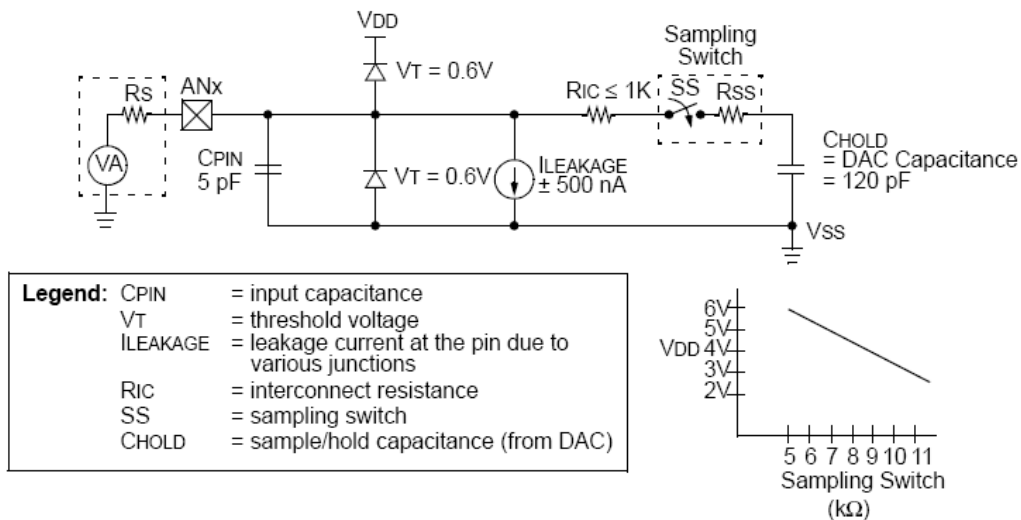 VDD
Sampling
Switch
VT = 0.6V
RS
ANx
RIC ≤ 1K
SS
RSS
VA
CPIN
5 pF
VT = 0.6V
ILEAKAGE
± 500 nA
CHOLD
= DAC Capacitance
= 120 pF
VSS
Legend: CPIN = input capacitance
VT = threshold voltage
ILEAKAGE = leakage current at the pin due to
various junctions
RIC = interconnect resistance
SS = sampling switch
CHOLD = sample/hold capacitance (from DAC)
6V
5V
VDD 4V
3V
2V
5 6 7 8 9 10 11
Sampling Switch
(kΩ)